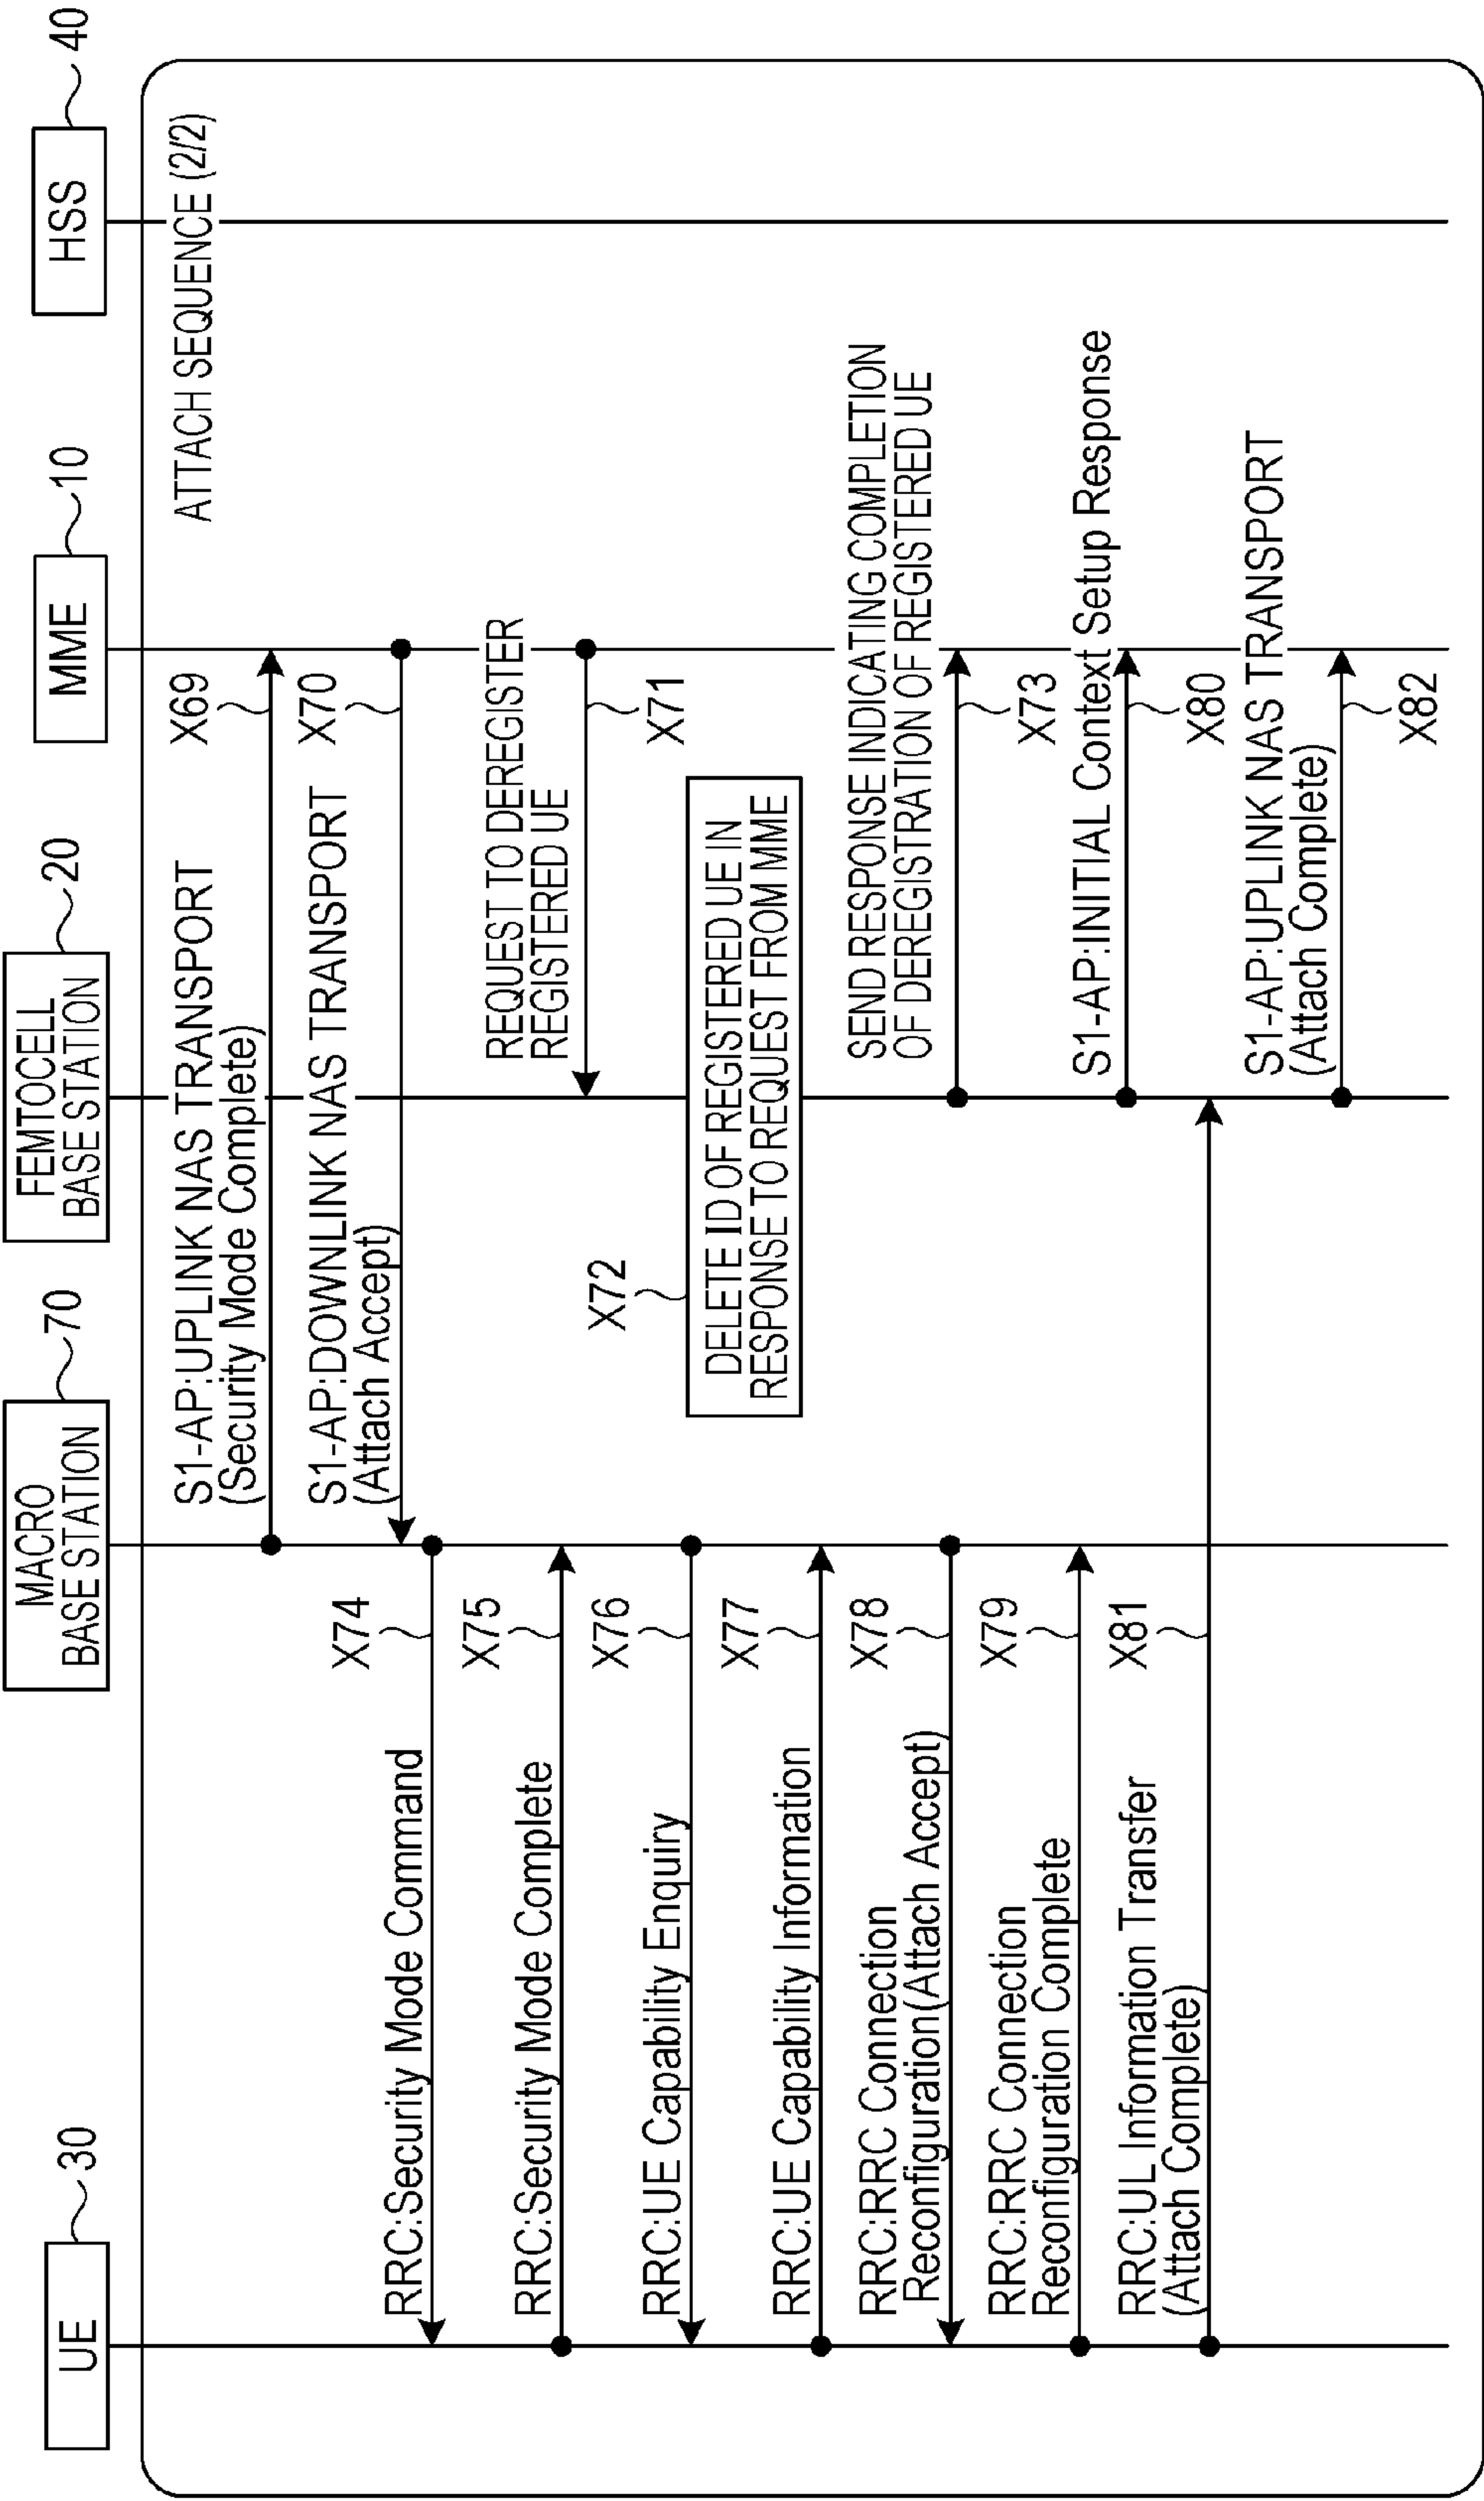 UE
30
MACRO
BASE STATION
70
FEMTOCELL
BASE STATION
20
MME
10
HSS
40
ATTACH SEQUENCE (2/2)
S1-AP:UPLINK NAS TRANSPORT
(Security Mode Complete)
X69
S1-AP:DOWNLINK NAS TRANSPORT
(Attach Accept)
X70
RRC:Security Mode Command
X74
REQUEST TO DEREGISTER
REGISTERED UE
X71
RRC:Security Mode Complete
X75
X72
DELETE ID OF REGISTERED UE IN
RESPONSE TO REQUEST FROM MME
RRC:UE Capability Enquiry
X76
RRC:UE Capability Information
X77
SEND RESPONSE INDICATING COMPLETION
OF DEREGISTRATION OF REGISTERED UE
X73
RRC:RRC Connection
Reconfiguration(Attach Accept)
X78
RRC:RRC Connection
Reconfiguration Complete
X79
S1-AP:INITIAL Context Setup Response
X80
RRC:UL Information Transfer
(Attach Complete)
X81
S1-AP:UPLINK NAS TRANSPORT
(Attach Complete)
X82